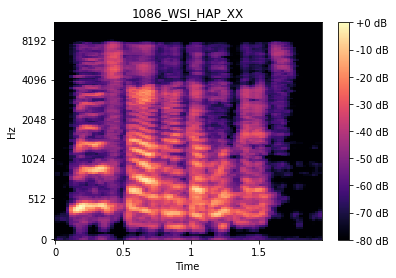 1086_WSI_HAP_XX
8192
4096
2048
1024
512
0
Hz
0
0.5
1
1.5
Time
+0 dB
-10 dB
-20 dB
-30 dB
-40 dB
-50 dB
-60 dB
-70 dB
-80 dB